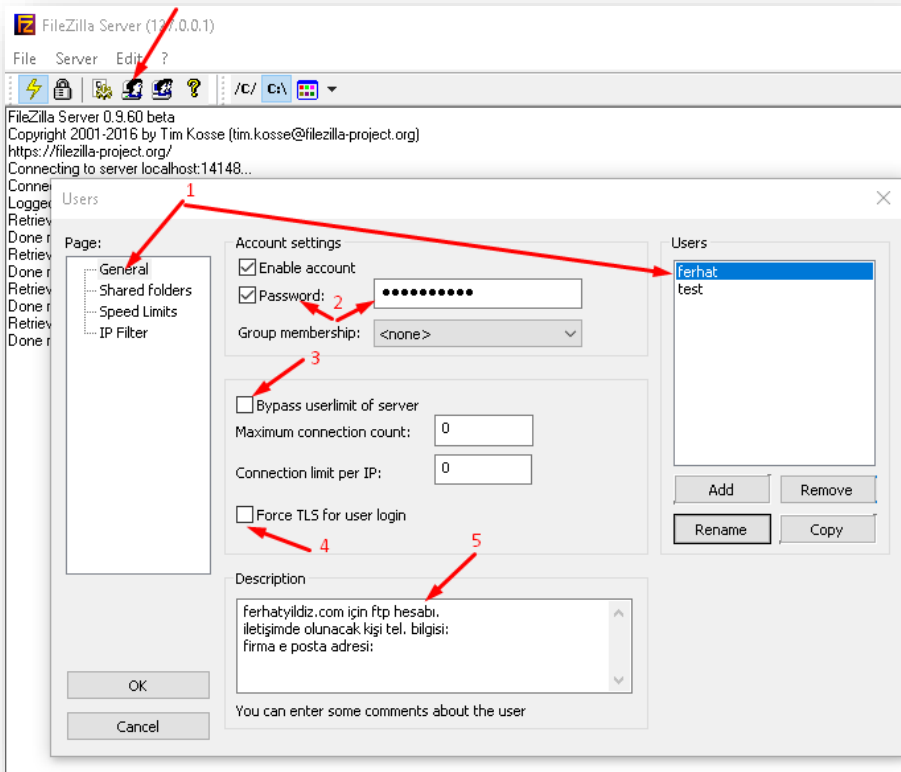 FileZilla Server (127.0.0.1)
File Server Edit ?
/C/ C:\
FileZilla Server 0.9.60 beta
Copyright 2001-2016 by Tim Kosse (tim.kosse@filezilla-project.org)
https://filezilla-project.org/
Connecting to server localhost:14148...
Users
1
Page:
General
Shared folders
Speed Limits
IP Filter
Account settings
Enable account
Password: 2 ●●●●●●●●●●
Group membership: <none>
3
Bypass userlimit of server
Maximum connection count: 0
Connection limit per IP: 0
Force TLS for user login
4
5
Description
ferhatyildiz.com için ftp hesabı.
iletişimde olunacak kişi tel. bilgisi:
firma e posta adresi:
You can enter some comments about the user
Users
ferhat
test
Add Remove
Rename Copy
OK
Cancel